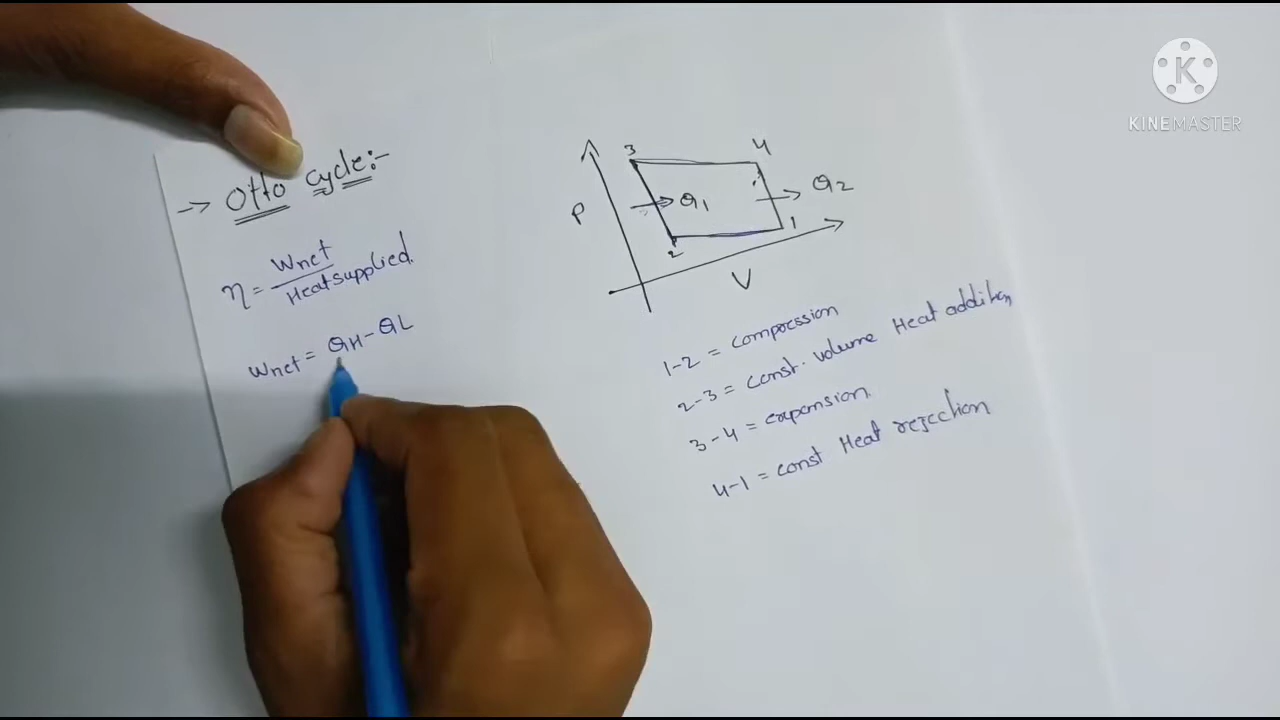 -> Otto cycle:-
η = Wnet / Heat supplied.
Wnet = QH - QL
3
4
P
Q1
Q2
2
1
V
1-2 = compression
2-3 = const. volume Heat addition
3-4 = expansion.
4-1 = const Heat rejection
K
KINEMASTER